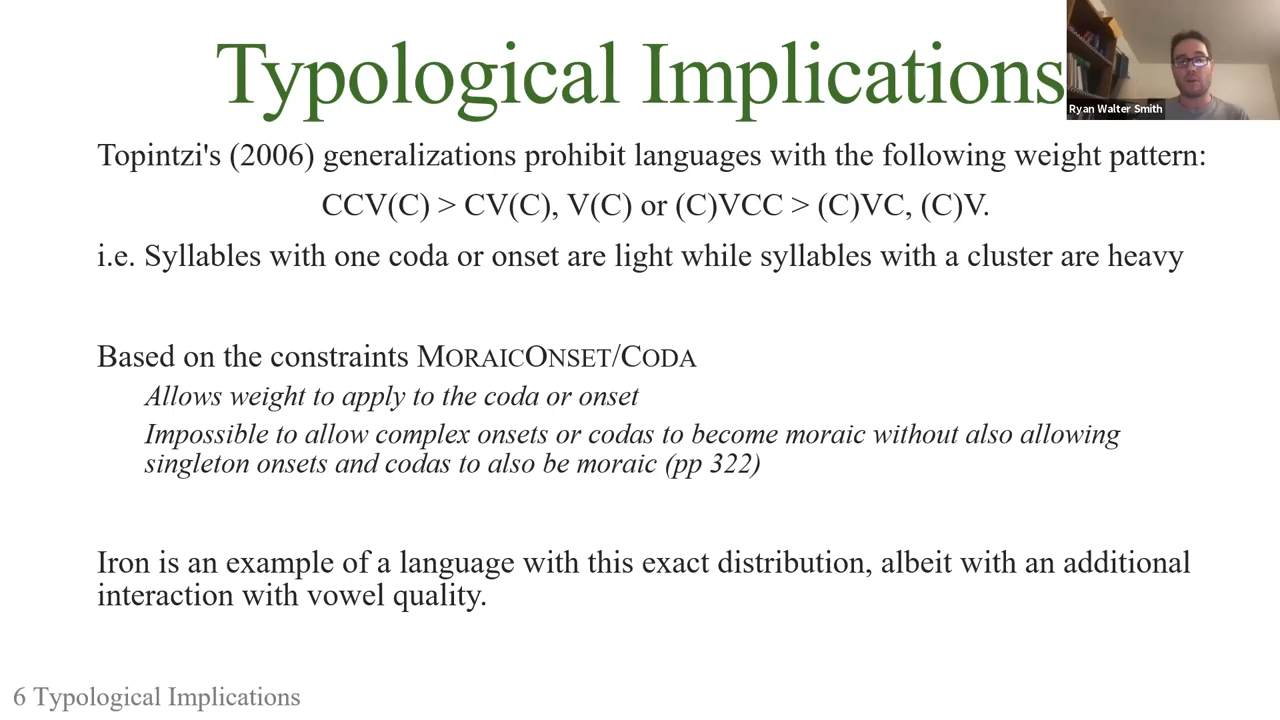 Typological Implications
Ryan Walter Smith
Topintzi's (2006) generalizations prohibit languages with the following weight pattern:
CCV(C) > CV(C), V(C) or (C)VCC > (C)VC, (C)V.
i.e. Syllables with one coda or onset are light while syllables with a cluster are heavy
Based on the constraints MORAICONSET/CODA
Allows weight to apply to the coda or onset
Impossible to allow complex onsets or codas to become moraic without also allowing
singleton onsets and codas to also be moraic (pp 322)
Iron is an example of a language with this exact distribution, albeit with an additional
interaction with vowel quality.
6 Typological Implications